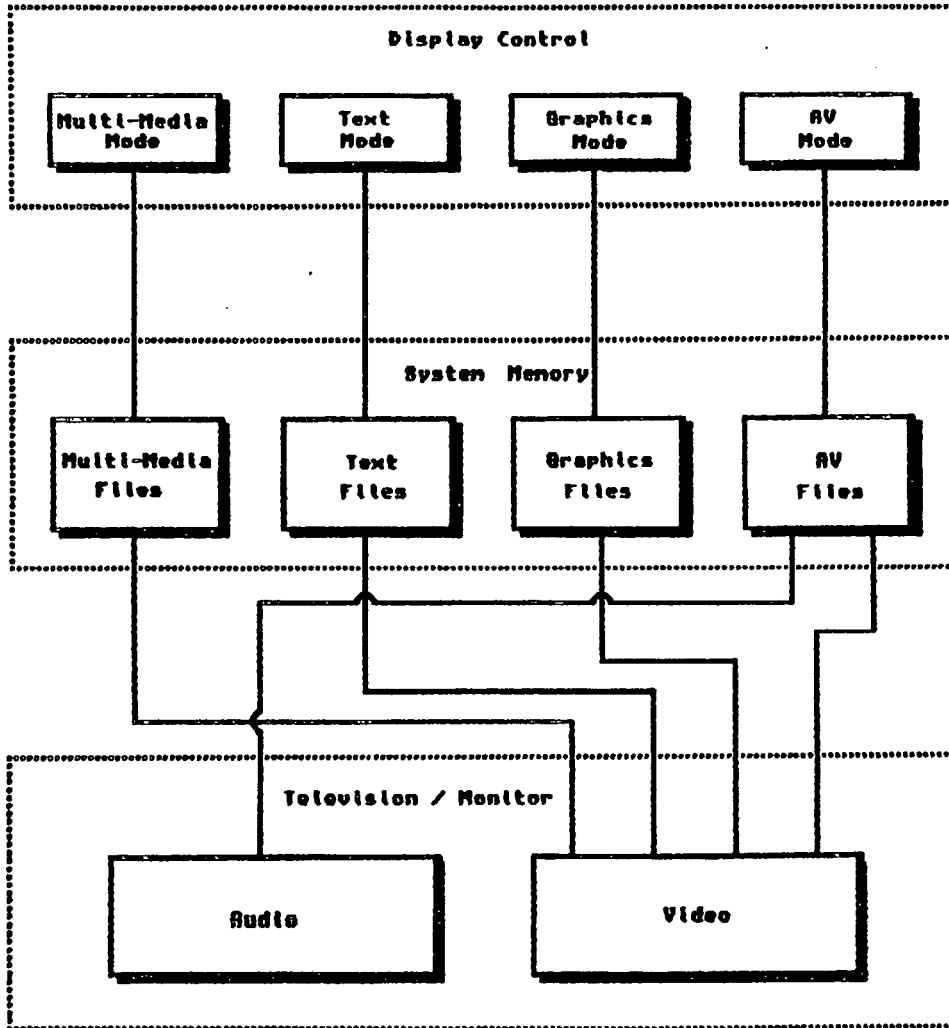 Display Control
Multi-Media
Mode
Text
Mode
Graphics
Mode
AV
Mode
System Memory
Multi-Media
Files
Text
Files
Graphics
Files
AV
Files
Television / Monitor
Audio
Video